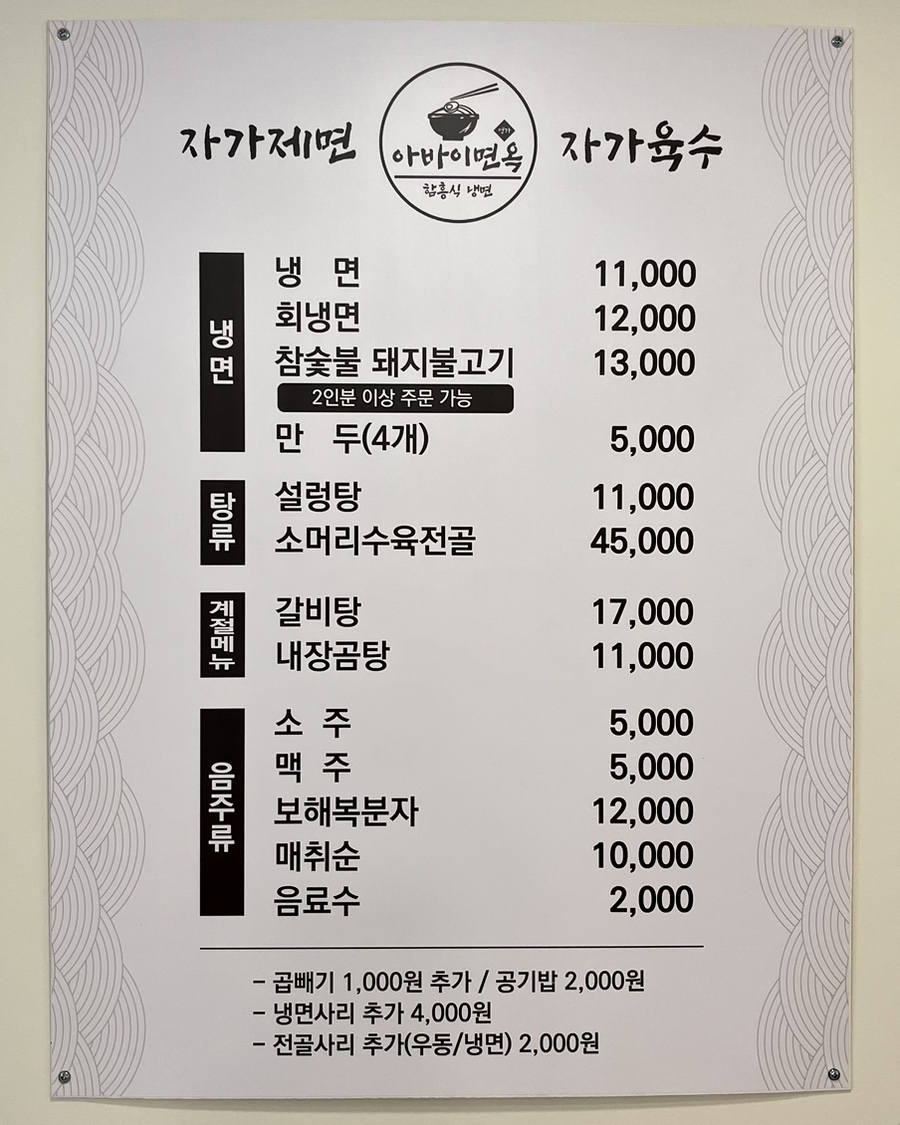 자가제면
아바이면옥
함흥식 냉면
자가육수
냉면
냉 면 11,000
회냉면 12,000
참숯불 돼지불고기 13,000
2인분 이상 주문 가능
만 두(4개) 5,000
탕류
설렁탕 11,000
소머리수육전골 45,000
계절메뉴
갈비탕 17,000
내장곰탕 11,000
음주류
소 주 5,000
맥 주 5,000
보해복분자 12,000
매취순 10,000
음료수 2,000
- 곱빼기 1,000원 추가 / 공기밥 2,000원
- 냉면사리 추가 4,000원
- 전골사리 추가(우동/냉면) 2,000원